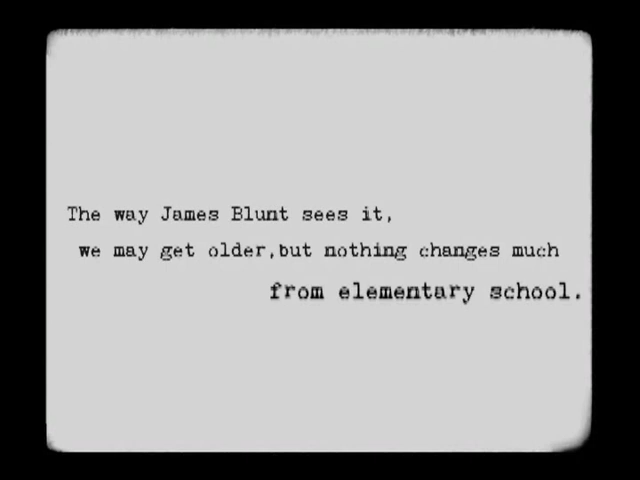 The way James Blunt sees it,
we may get older,but nothing changes much
from elementary school.